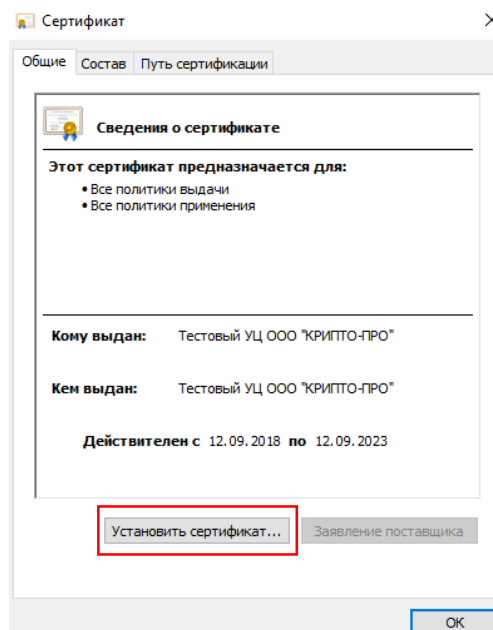 Сертификат
Общие Состав Путь сертификации
Сведения о сертификате
Этот сертификат предназначается для:
• Все политики выдачи
• Все политики применения
Кому выдан: Тестовый УЦ ООО "КРИПТО-ПРО"
Кем выдан: Тестовый УЦ ООО "КРИПТО-ПРО"
Действителен с 12.09.2018 по 12.09.2023
Установить сертификат... Заявление поставщика
ОК